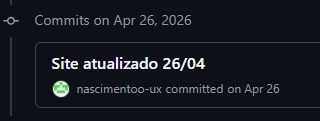 Commits on Apr 26, 2026
Site atualizado 26/04
nascimentoo-ux committed on Apr 26